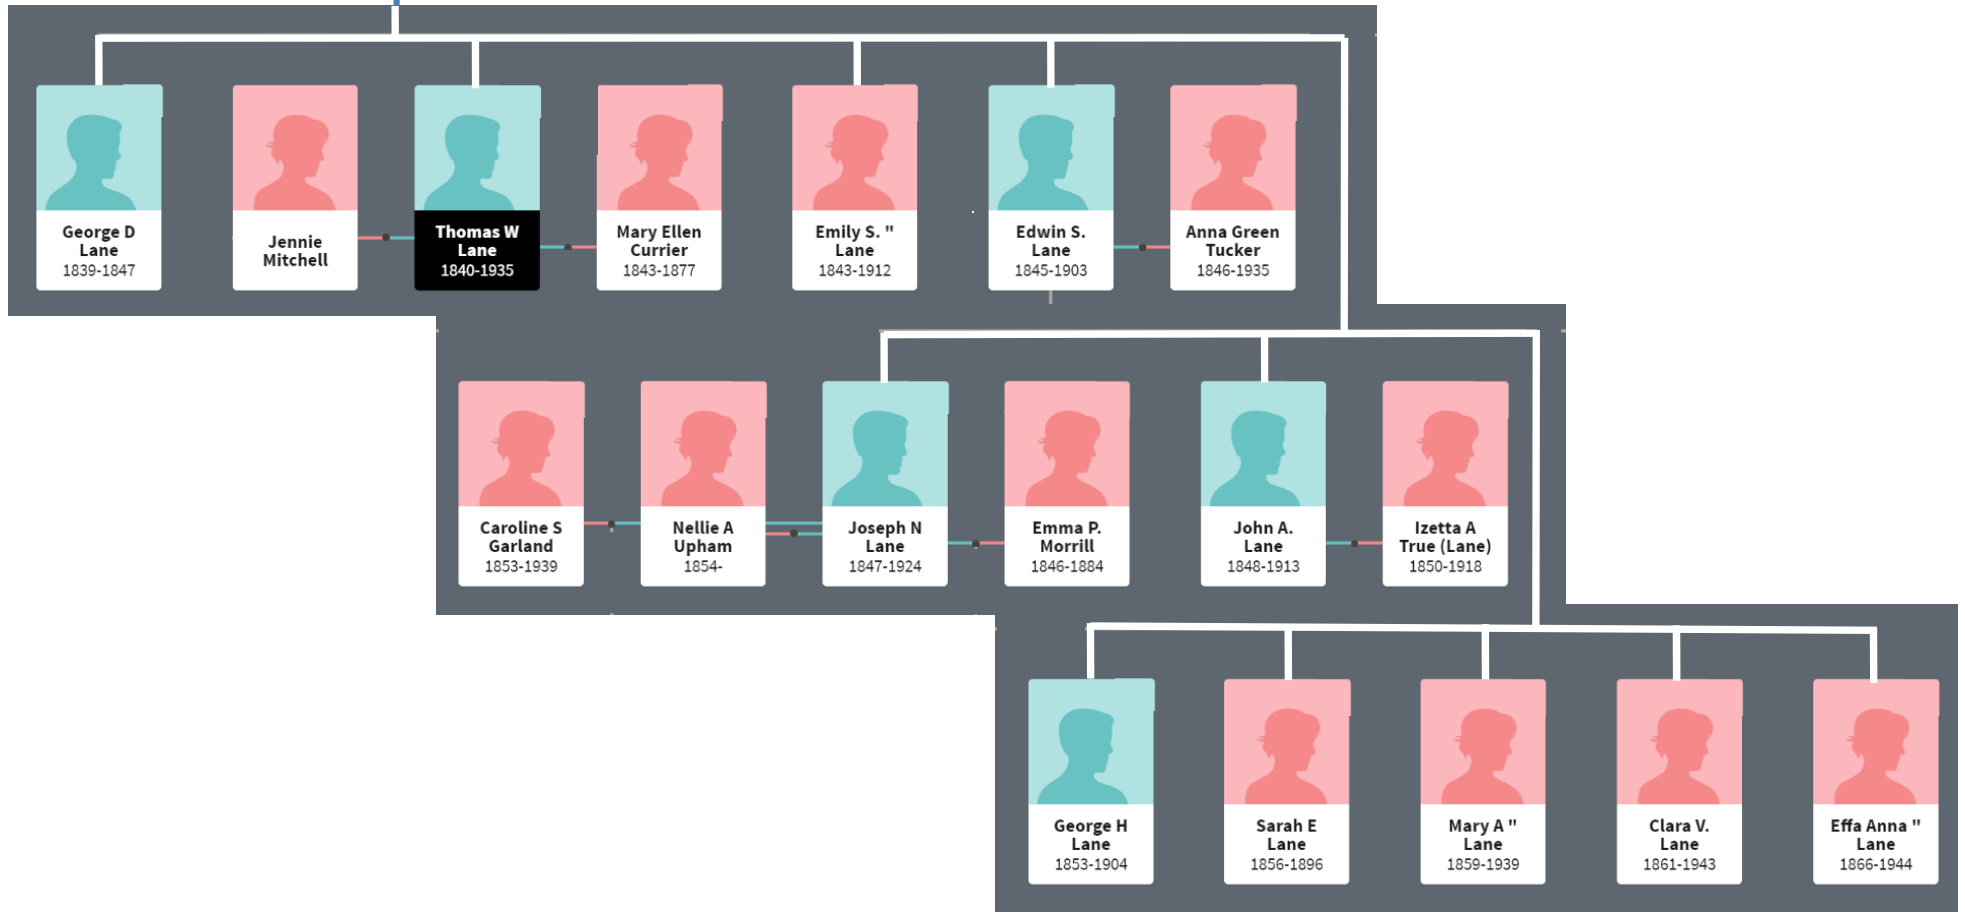 George D
Lane
1839-1847
Jennie
Mitchell
Thomas W
Lane
1840-1935
Mary Ellen
Currier
1843-1877
Emily S. "
Lane
1843-1912
Edwin S.
Lane
1845-1903
Anna Green
Tucker
1846-1935
Caroline S
Garland
1853-1939
Nellie A
Upham
1854-
Joseph N
Lane
1847-1924
Emma P.
Morrill
1846-1884
John A.
Lane
1848-1913
Izetta A
True (Lane)
1850-1918
George H
Lane
1853-1904
Sarah E
Lane
1856-1896
Mary A "
Lane
1859-1939
Clara V.
Lane
1861-1943
Effa Anna "
Lane
1866-1944